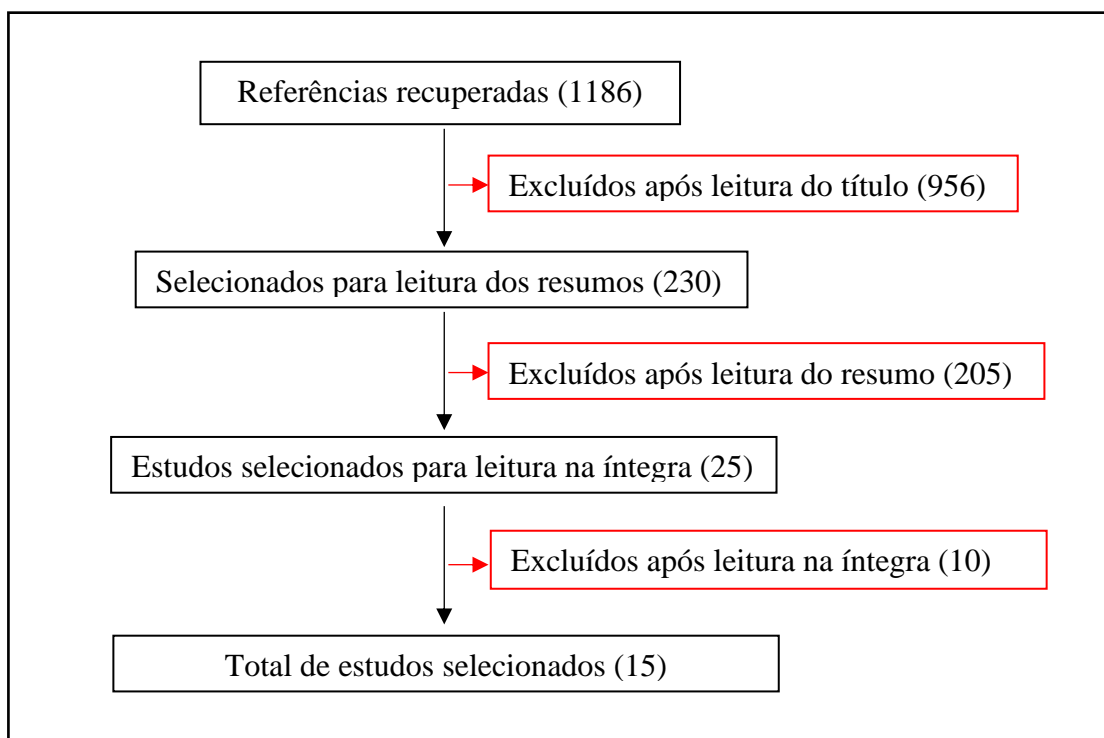 Referências recuperadas (1186)
Excluídos após leitura do título (956)
Selecionados para leitura dos resumos (230)
Excluídos após leitura do resumo (205)
Estudos selecionados para leitura na íntegra (25)
Excluídos após leitura na íntegra (10)
Total de estudos selecionados (15)